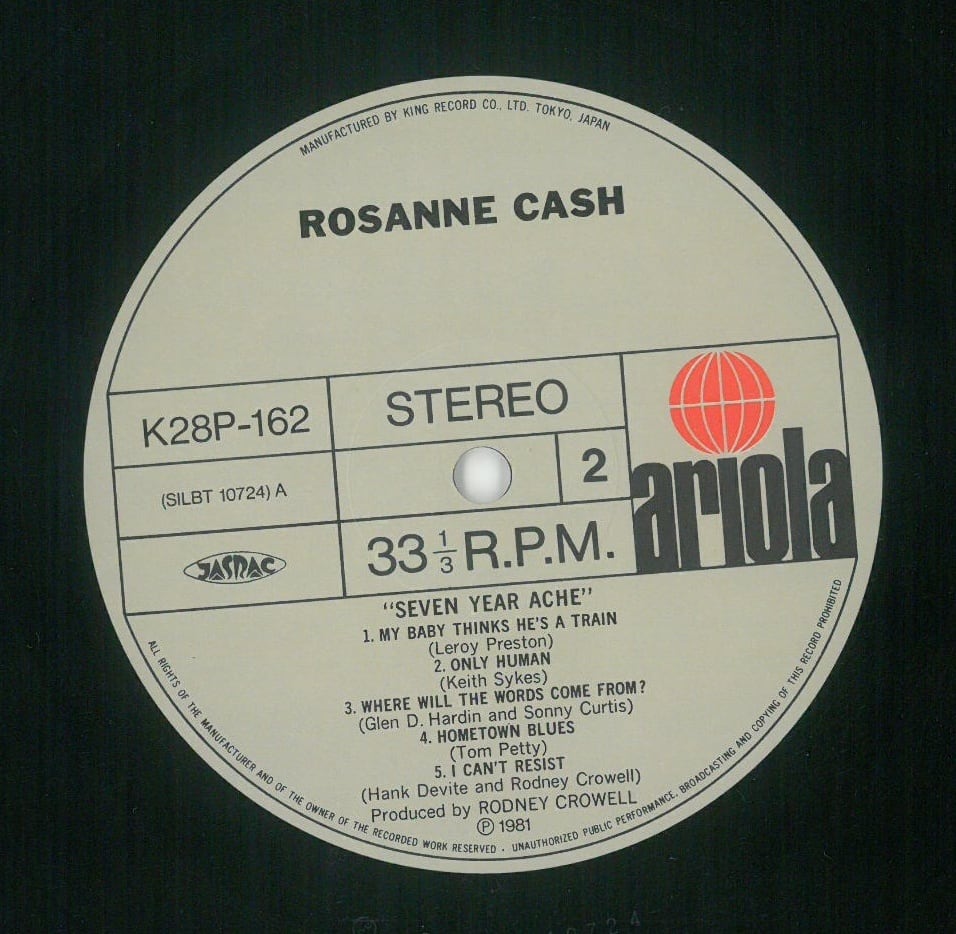 MANUFACTURED BY KING RECORD CO., LTD. TOKYO, JAPAN
ROSANNE CASH
K28P-162
STEREO
(SILBT 10724) A
2
ariola
JASRAC
33 1/3 R.P.M.
"SEVEN YEAR ACHE"
1. MY BABY THINKS HE'S A TRAIN
(Leroy Preston)
2. ONLY HUMAN
(Keith Sykes)
3. WHERE WILL THE WORDS COME FROM?
(Glen D. Hardin and Sonny Curtis)
4. HOMETOWN BLUES
(Tom Petty)
5. I CAN'T RESIST
(Hank Devite and Rodney Crowell)
Produced by RODNEY CROWELL
Ⓟ 1981
ALL RIGHTS OF THE MANUFACTURER AND OF THE OWNER OF THE RECORDED WORK RESERVED · UNAUTHORIZED PUBLIC PERFORMANCE, BROADCASTING AND COPYING OF THIS RECORD PROHIBITED